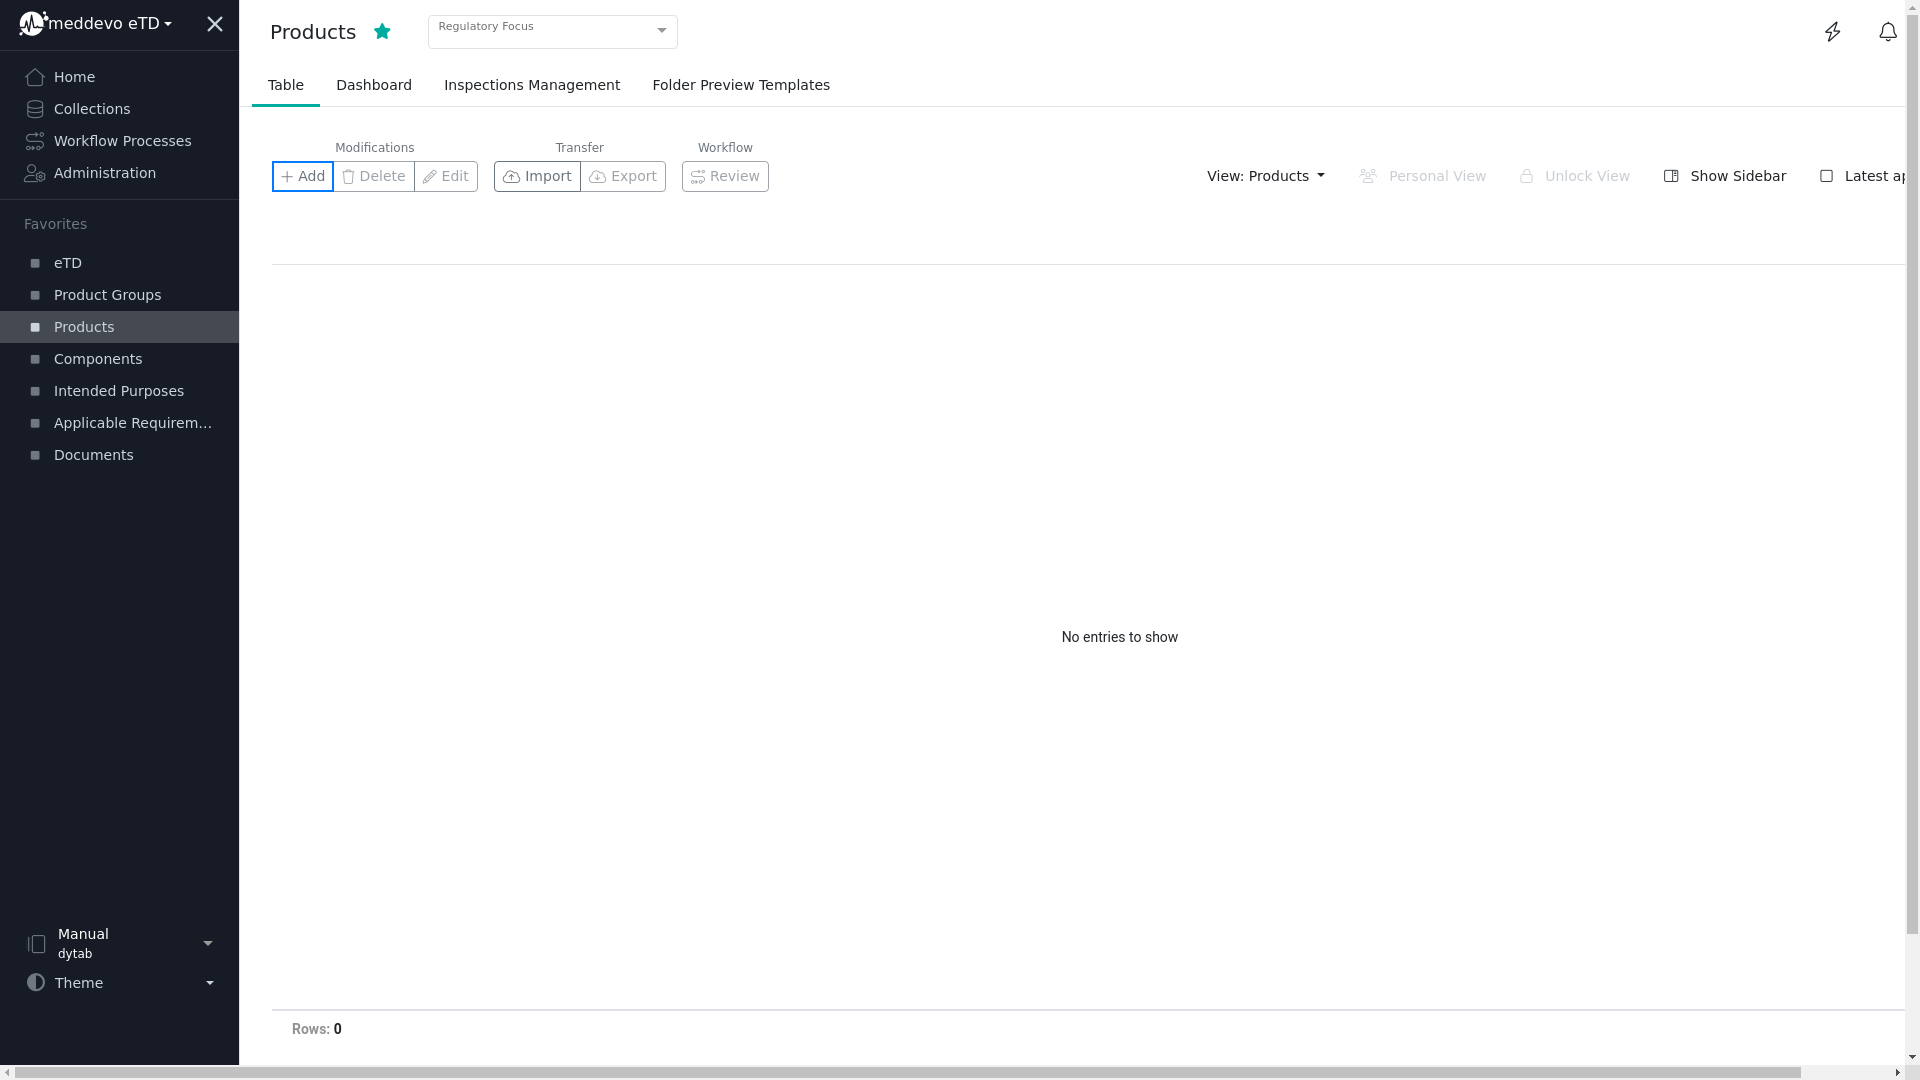 meddevo eTD
Home
Collections
Workflow Processes
Administration
Favorites
eTD
Product Groups
Products
Components
Intended Purposes
Applicable Requirem...
Documents
Manual
dytab
Theme
Products
Regulatory Focus
Table
Dashboard
Inspections Management
Folder Preview Templates
Modifications
Add
Delete
Edit
Transfer
Import
Export
Workflow
Review
View: Products
Personal View
Unlock View
Show Sidebar
Latest ap
No entries to show
Rows: 0